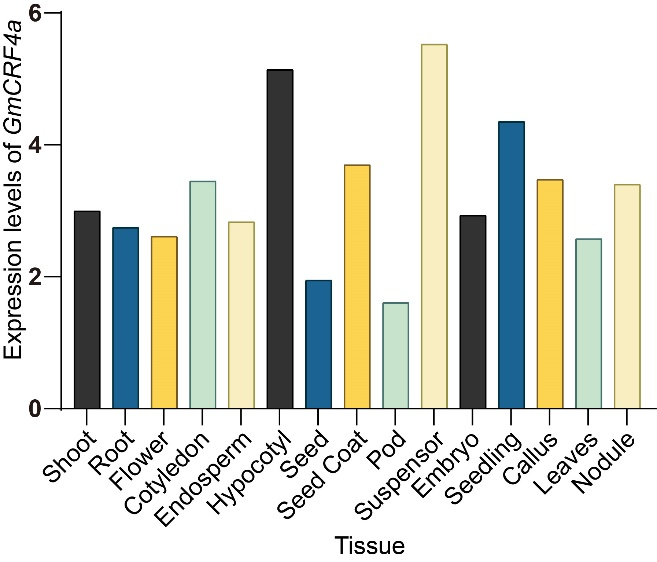 Expression levels of GmCRF4a
6
4
2
0
Shoot
Root
Flower
Cotyledon
Endosperm
Hypocotyl
Seed
Seed Coat
Pod
Suspensor
Embryo
Seedling
Callus
Leaves
Nodule
Tissue